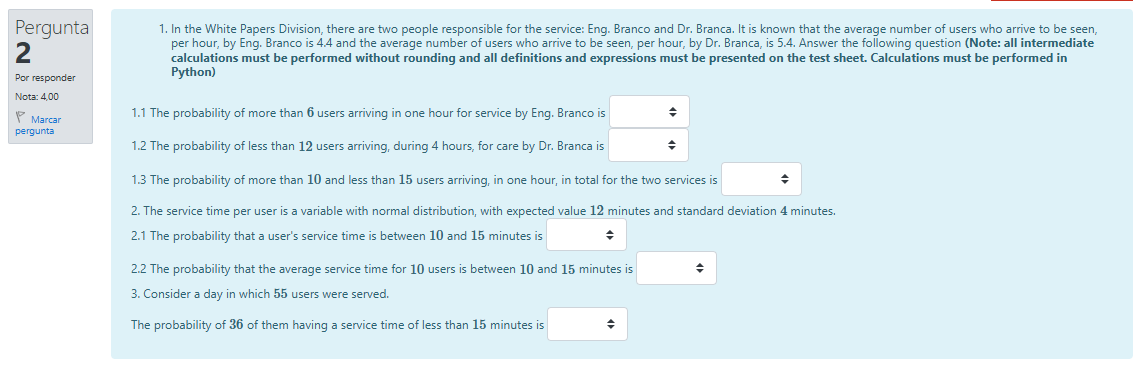 Pergunta
2
Por responder
Nota: 4,00
Marcar
pergunta
1. In the White Papers Division, there are two people responsible for the service: Eng. Branco and Dr. Branca. It is known that the average number of users who arrive to be seen,
per hour, by Eng. Branco is 4.4 and the average number of users who arrive to be seen, per hour, by Dr. Branca, is 5.4. Answer the following question (Note: all intermediate
calculations must be performed without rounding and all definitions and expressions must be presented on the test sheet. Calculations must be performed in
Python)
1.1 The probability of more than 6 users arriving in one hour for service by Eng. Branco is
1.2 The probability of less than 12 users arriving, during 4 hours, for care by Dr. Branca is
1.3 The probability of more than 10 and less than 15 users arriving, in one hour, in total for the two services is
2. The service time per user is a variable with normal distribution, with expected value 12 minutes and standard deviation 4 minutes.
2.1 The probability that a user's service time is between 10 and 15 minutes is
2.2 The probability that the average service time for 10 users is between 10 and 15 minutes is
3. Consider a day in which 55 users were served.
The probability of 36 of them having a service time of less than 15 minutes is